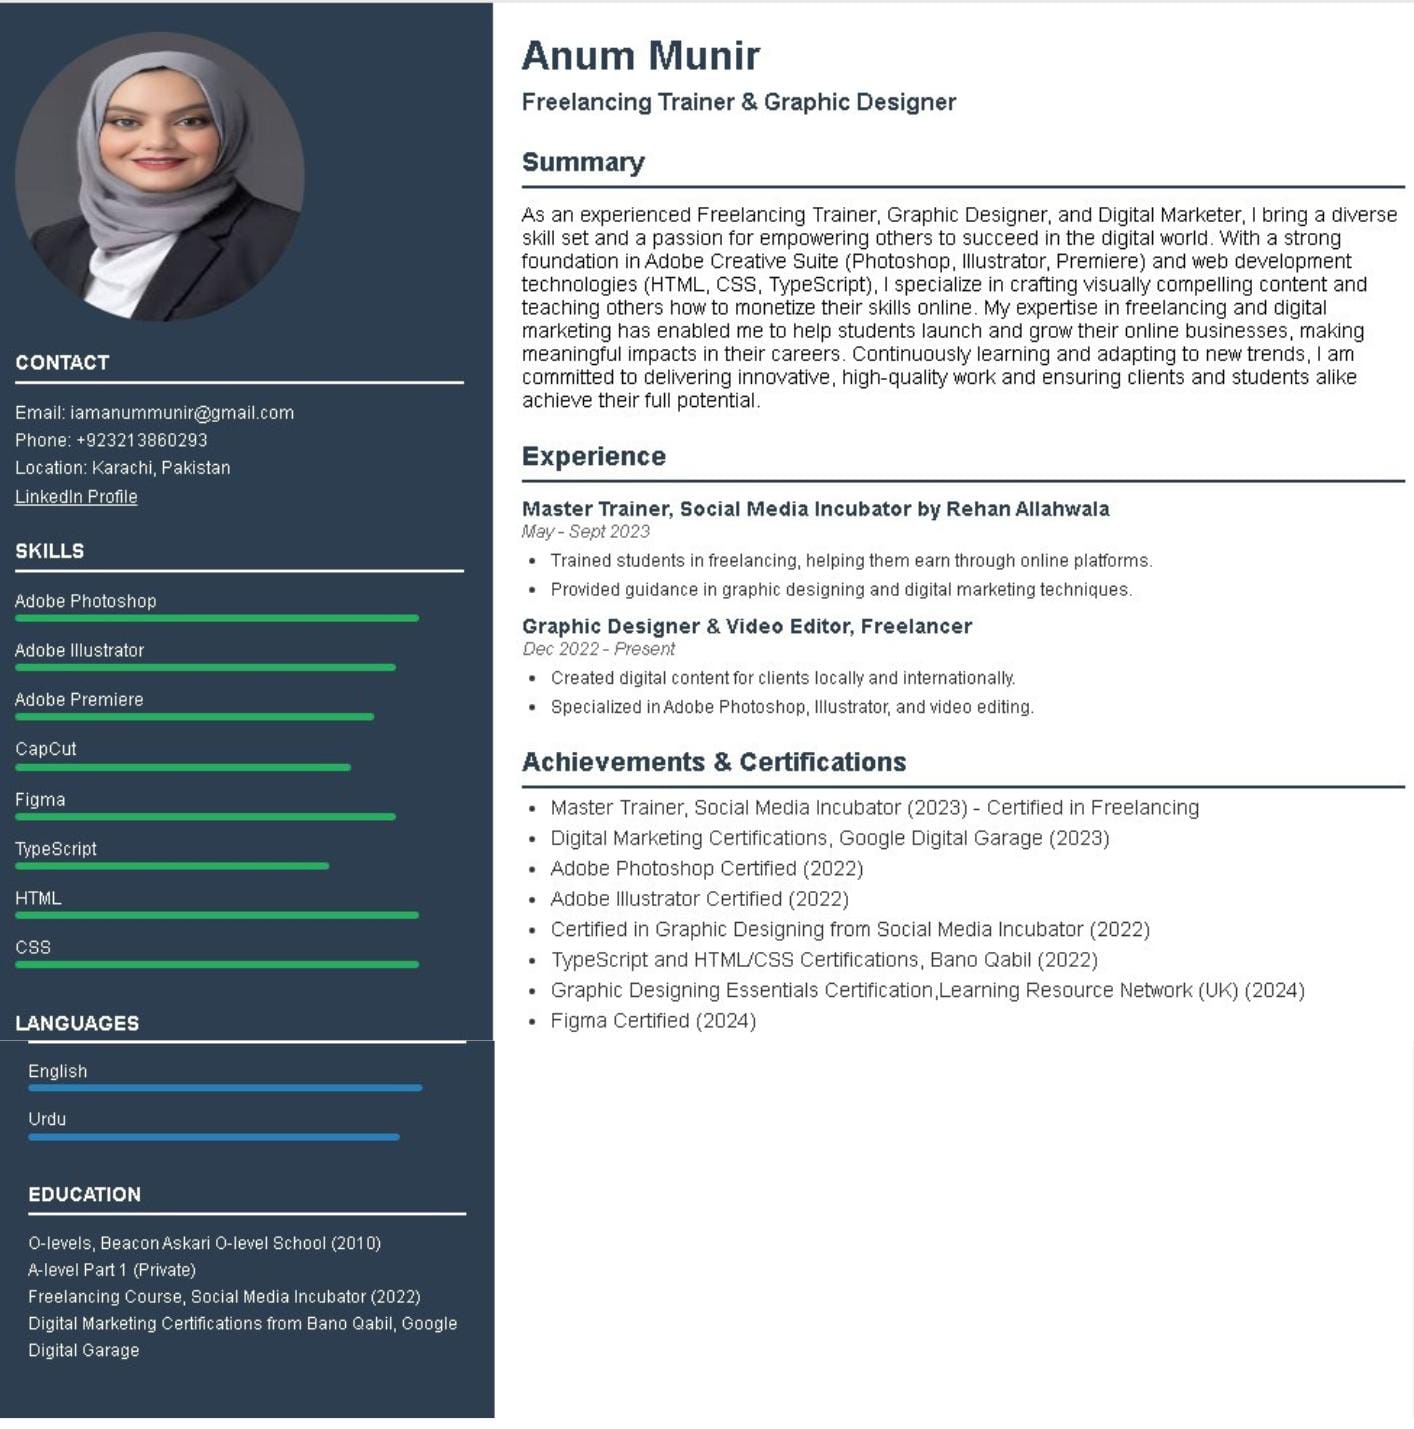 CONTACT
Email: iamanummunir@gmail.com
Phone: +923213860293
Location: Karachi, Pakistan
LinkedIn Profile
SKILLS
Adobe Photoshop
Adobe Illustrator
Adobe Premiere
CapCut
Figma
TypeScript
HTML
CSS
LANGUAGES
English
Urdu
EDUCATION
O-levels, Beacon Askari O-level School (2010)
A-level Part 1 (Private)
Freelancing Course, Social Media Incubator (2022)
Digital Marketing Certifications from Bano Qabil, Google
Digital Garage
Anum Munir
Freelancing Trainer & Graphic Designer
Summary
As an experienced Freelancing Trainer, Graphic Designer, and Digital Marketer, I bring a diverse
skill set and a passion for empowering others to succeed in the digital world. With a strong
foundation in Adobe Creative Suite (Photoshop, Illustrator, Premiere) and web development
technologies (HTML, CSS, TypeScript), I specialize in crafting visually compelling content and
teaching others how to monetize their skills online. My expertise in freelancing and digital
marketing has enabled me to help students launch and grow their online businesses, making
meaningful impacts in their careers. Continuously learning and adapting to new trends, I am
committed to delivering innovative, high-quality work and ensuring clients and students alike
achieve their full potential.
Experience
Master Trainer, Social Media Incubator by Rehan Allahwala
May - Sept 2023
• Trained students in freelancing, helping them earn through online platforms.
• Provided guidance in graphic designing and digital marketing techniques.
Graphic Designer & Video Editor, Freelancer
Dec 2022 - Present
• Created digital content for clients locally and internationally.
• Specialized in Adobe Photoshop, Illustrator, and video editing.
Achievements & Certifications
• Master Trainer, Social Media Incubator (2023) - Certified in Freelancing
• Digital Marketing Certifications, Google Digital Garage (2023)
• Adobe Photoshop Certified (2022)
• Adobe Illustrator Certified (2022)
• Certified in Graphic Designing from Social Media Incubator (2022)
• TypeScript and HTML/CSS Certifications, Bano Qabil (2022)
• Graphic Designing Essentials Certification,Learning Resource Network (UK) (2024)
• Figma Certified (2024)